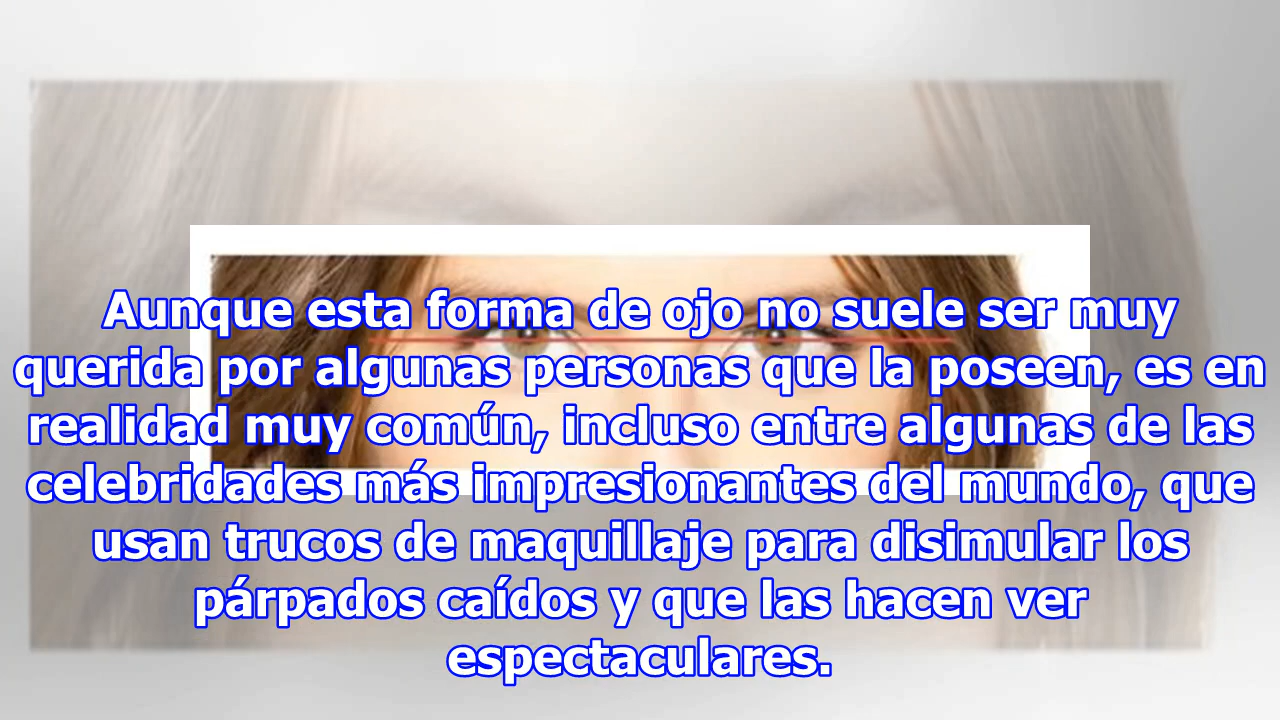 Aunque esta forma de ojo no suele ser muy
querida por algunas personas que la poseen, es en
realidad muy común, incluso entre algunas de las
celebridades más impresionantes del mundo, que
usan trucos de maquillaje para disimular los
párpados caídos y que las hacen ver
espectaculares.